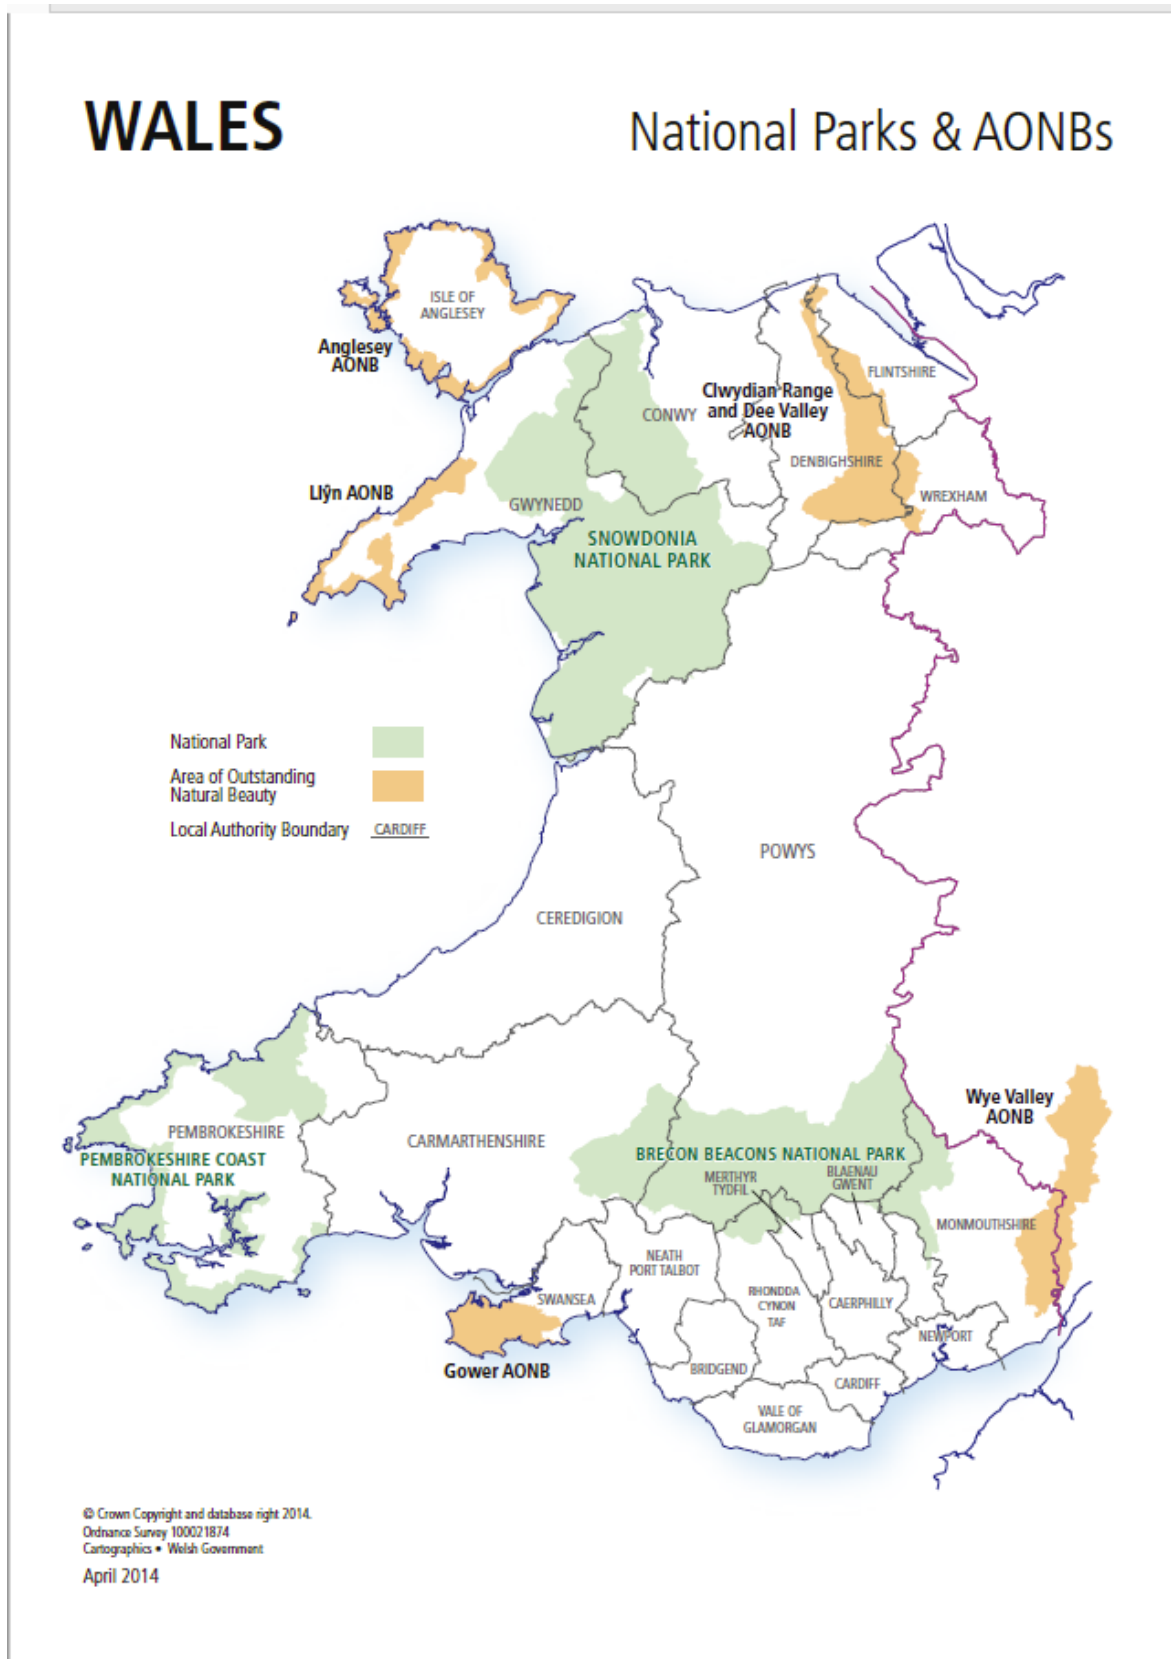 WALES
National Parks & AONBs
ISLE OF
ANGLESEY
Anglesey
AONB
FLINTSHIRE
Clwydian Range
and Dee Valley
AONB
CONWY
DENBIGHSHIRE
WREXHAM
Llŷn AONB
GWYNEDD
SNOWDONIA
NATIONAL PARK
National Park
Area of Outstanding
Natural Beauty
Local Authority Boundary CARDIFF
POWYS
CEREDIGION
Wye Valley
AONB
PEMBROKESHIRE
CARMARTHENSHIRE
PEMBROKESHIRE COAST
NATIONAL PARK
BRECON BEACONS NATIONAL PARK
MERTHYR
TYDFIL
BLAENAU
GWENT
MONMOUTHSHIRE
NEATH
PORT TALBOT
SWANSEA
RHONDDA
CYNON
TAF
CAERPHILLY
NEWPORT
Gower AONB
BRIDGEND
CARDIFF
VALE OF
GLAMORGAN
© Crown Copyright and database right 2014.
Ordnance Survey 100021874
Cartographics • Welsh Government
April 2014